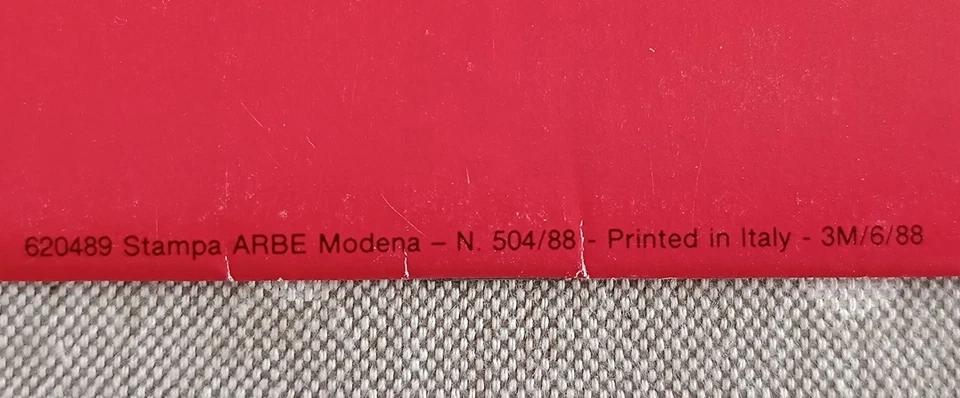 620489 Stampa ARBE Modena – N. 504/88 - Printed in Italy - 3M/6/88